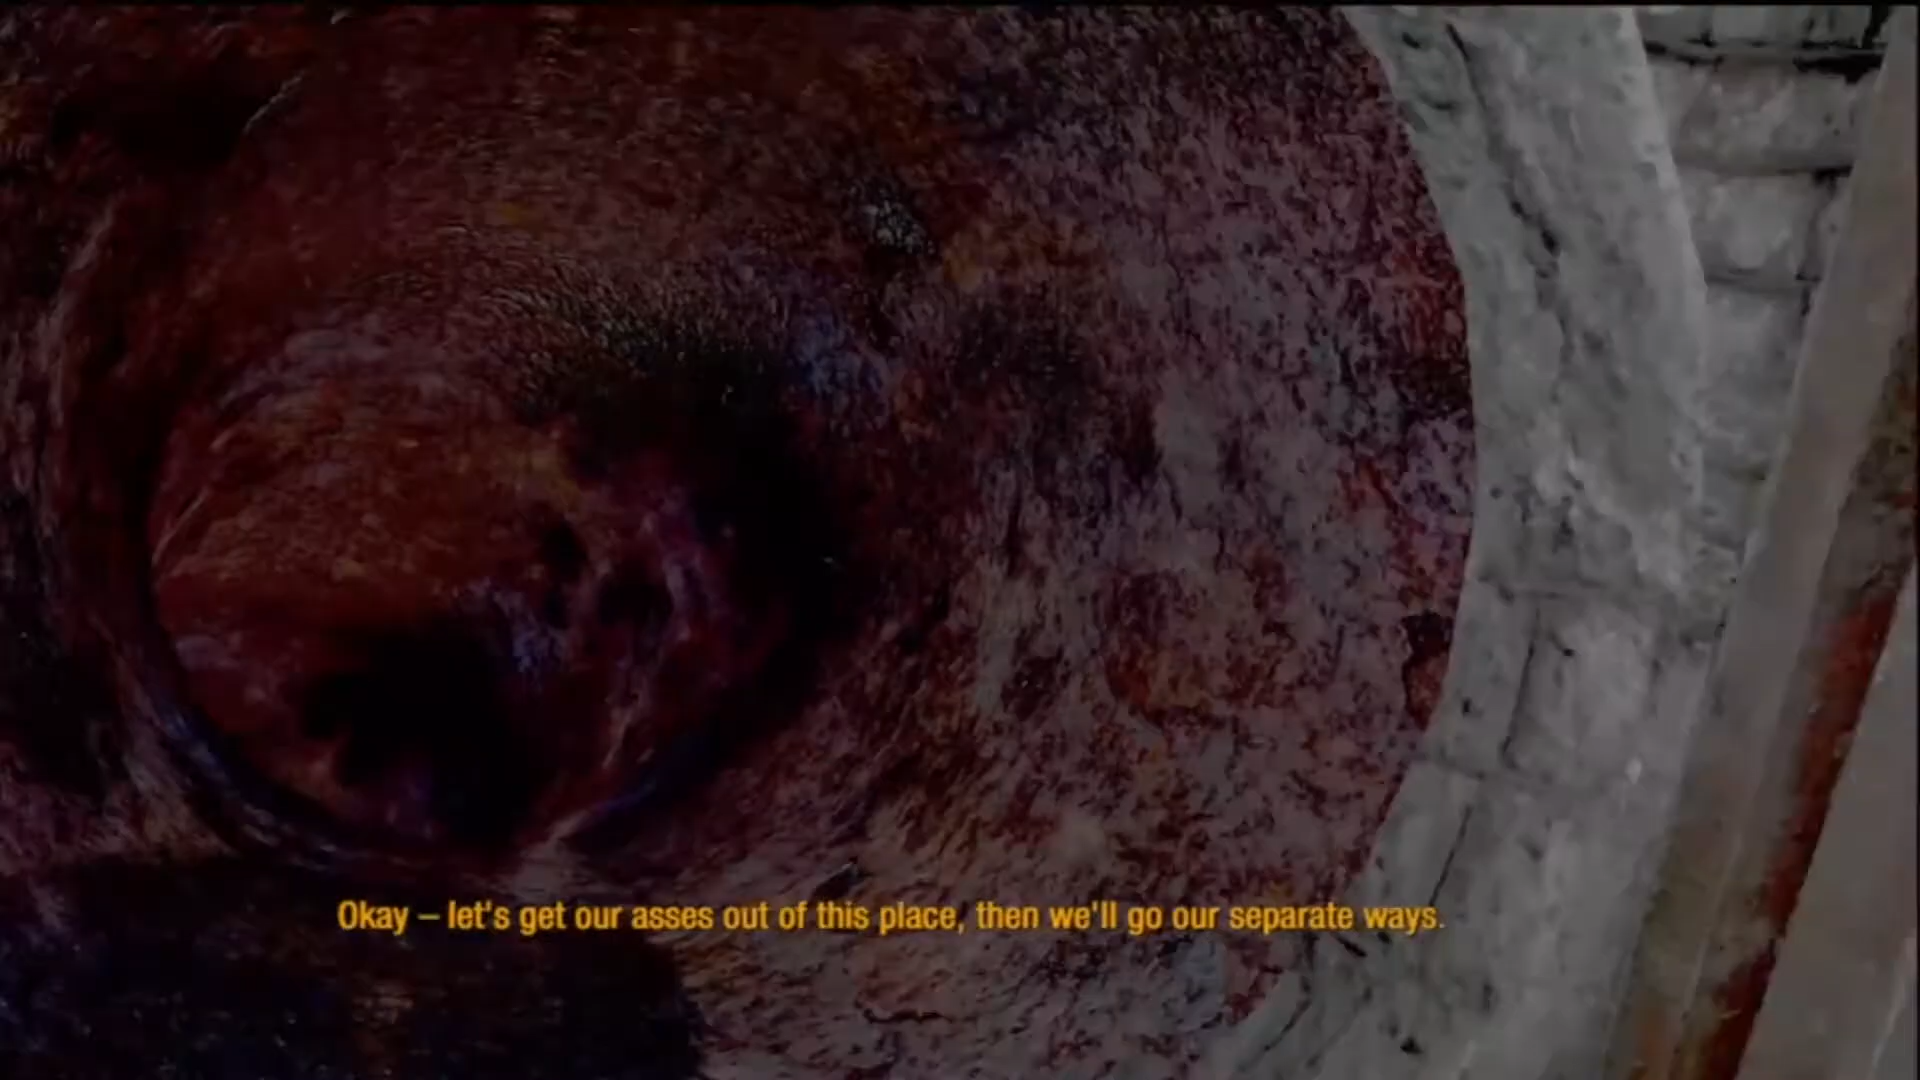 Okay – let's get our asses out of this place, then we'll go our separate ways.